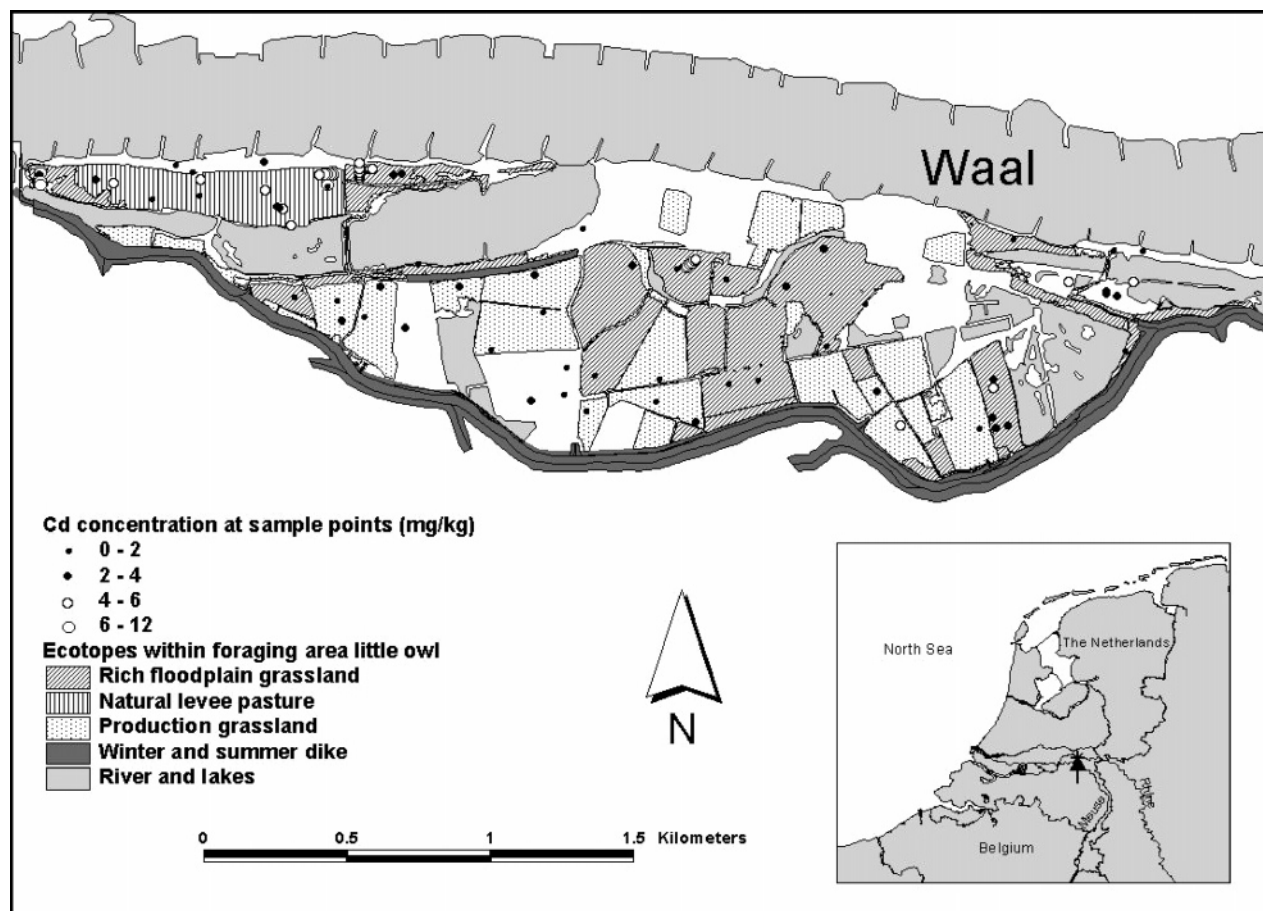 Waal
Cd concentration at sample points (mg/kg)
0 - 2
2 - 4
4 - 6
6 - 12
Ecotopes within foraging area little owl
Rich floodplain grassland
Natural levee pasture
Production grassland
Winter and summer dike
River and lakes
N
0 0.5 1 1.5 Kilometers
North Sea
The Netherlands
Meuse
Rhine
Belgium